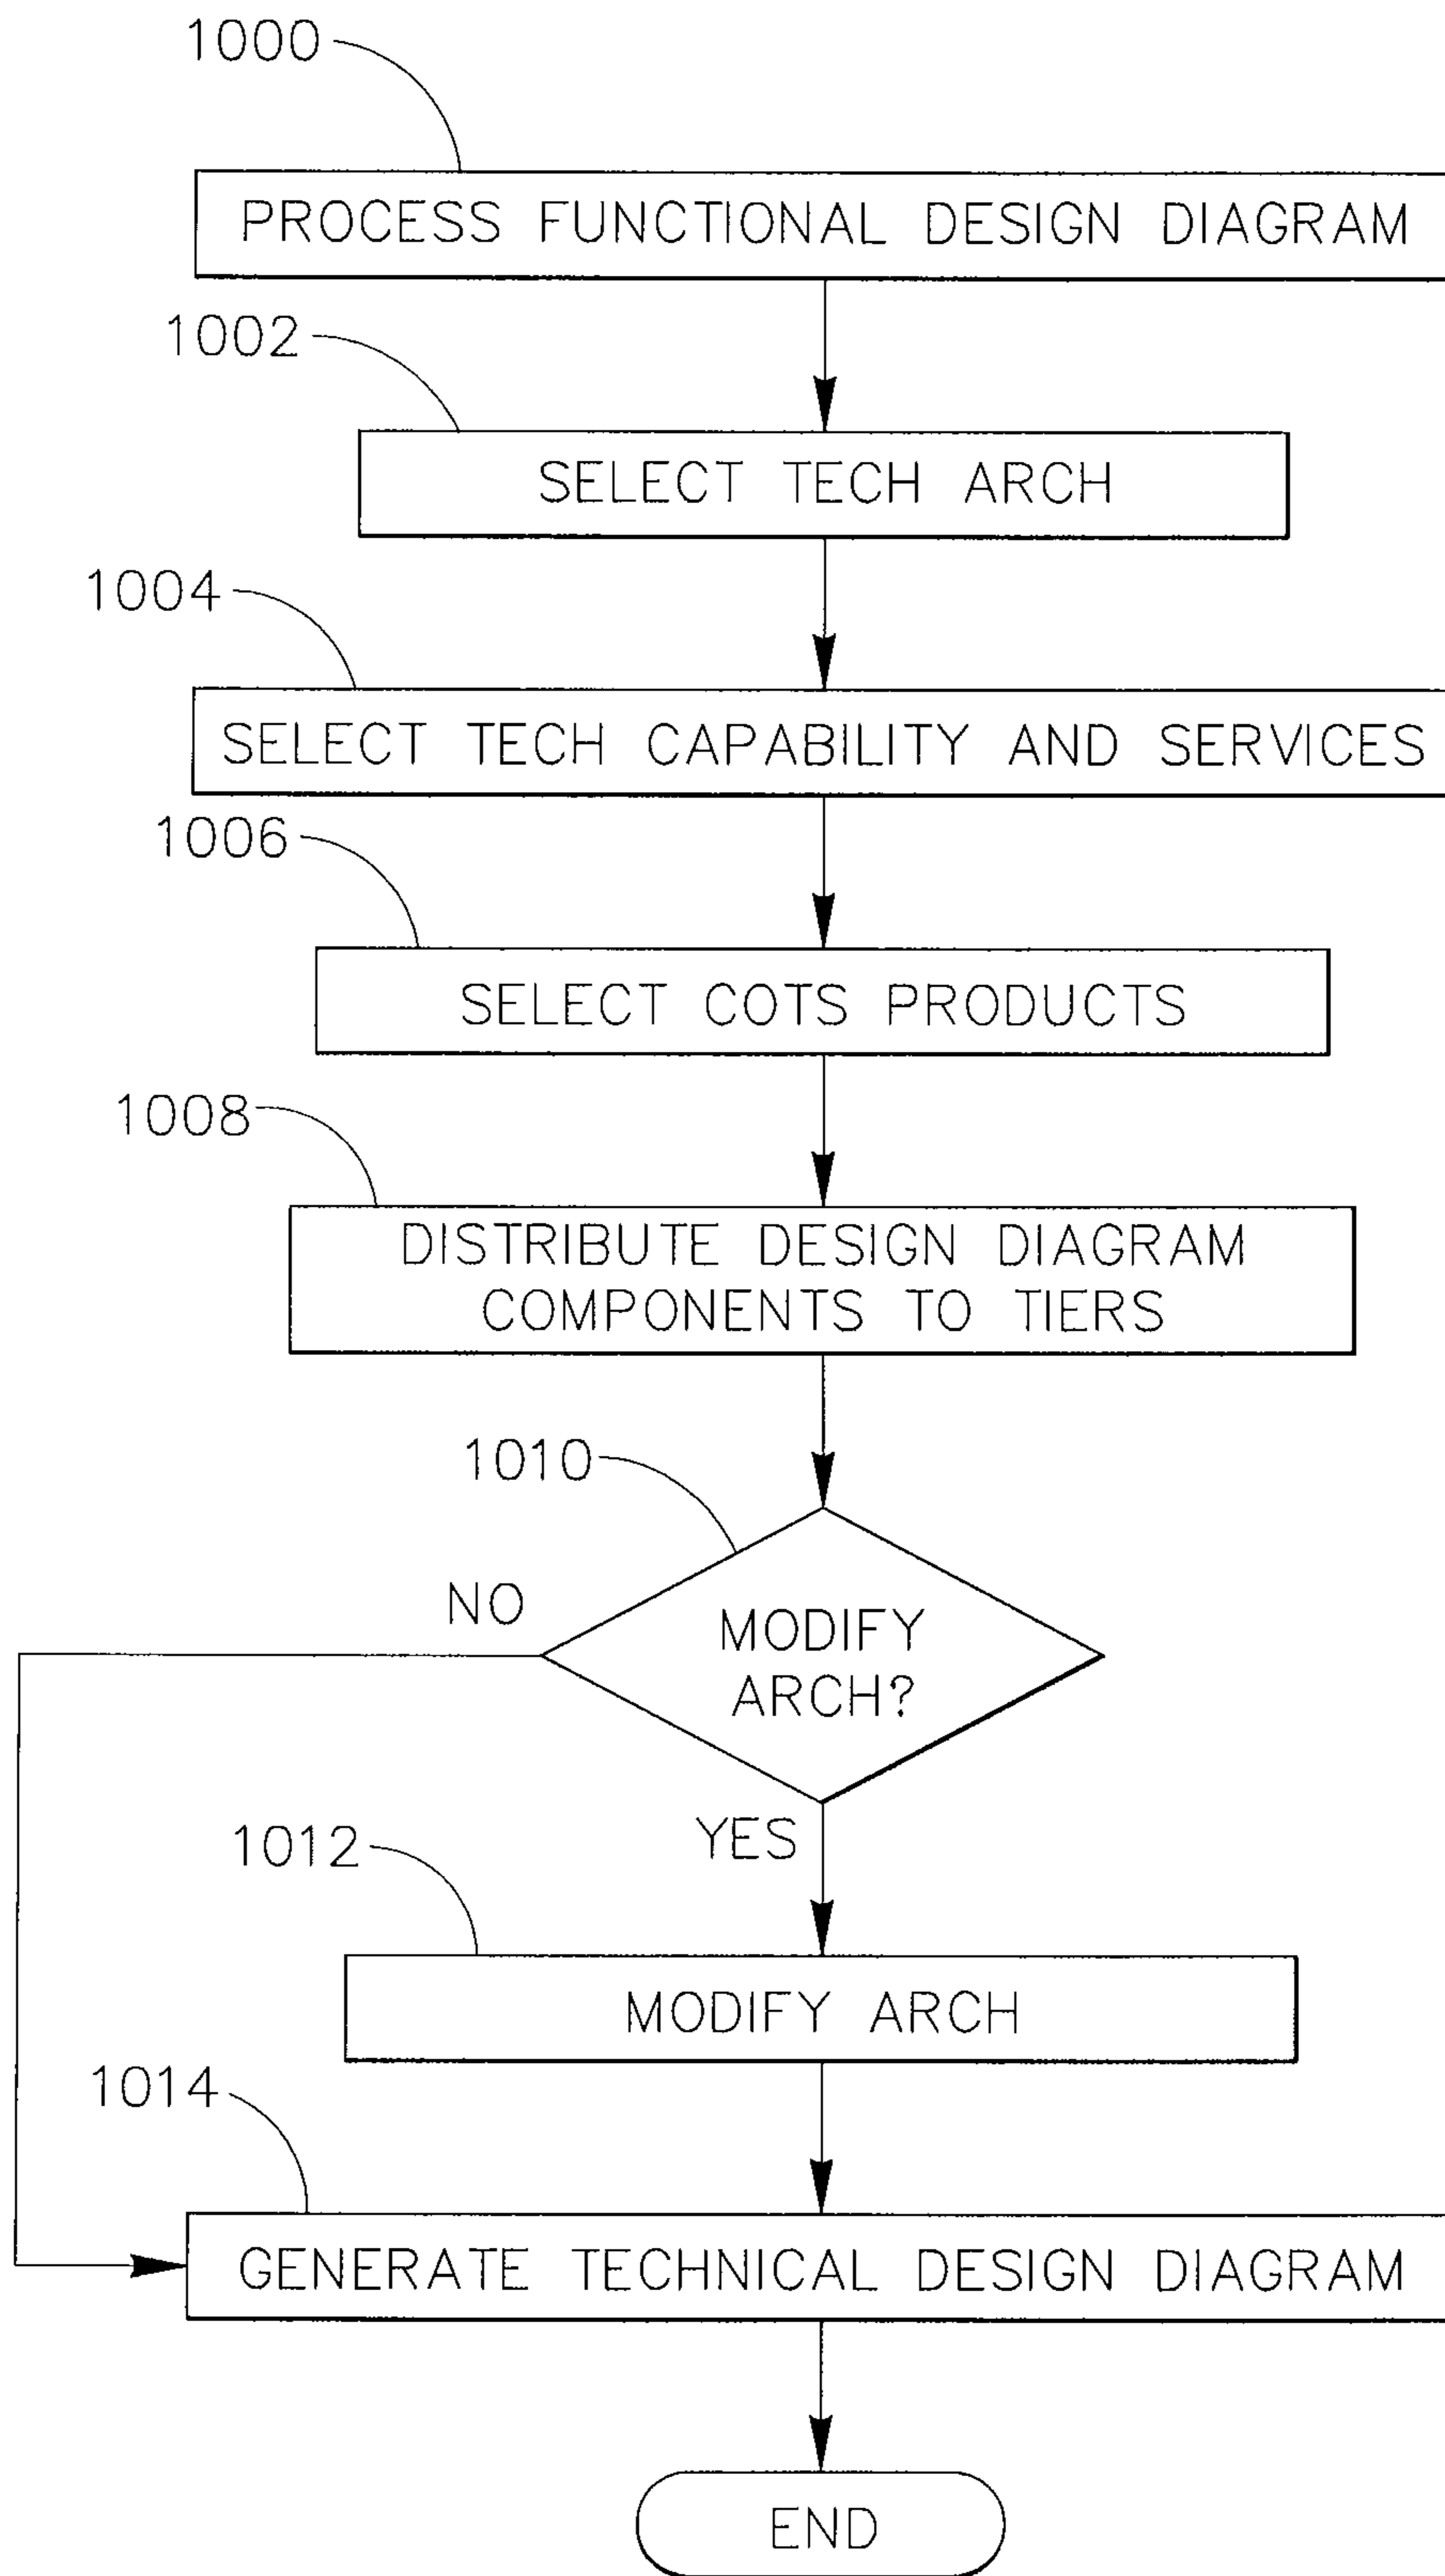 1000
PROCESS FUNCTIONAL DESIGN DIAGRAM
1002
SELECT TECH ARCH
1004
SELECT TECH CAPABILITY AND SERVICES
1006
SELECT COTS PRODUCTS
1008
DISTRIBUTE DESIGN DIAGRAM
COMPONENTS TO TIERS
1010
NO
MODIFY
ARCH?
YES
1012
MODIFY ARCH
1014
GENERATE TECHNICAL DESIGN DIAGRAM
END